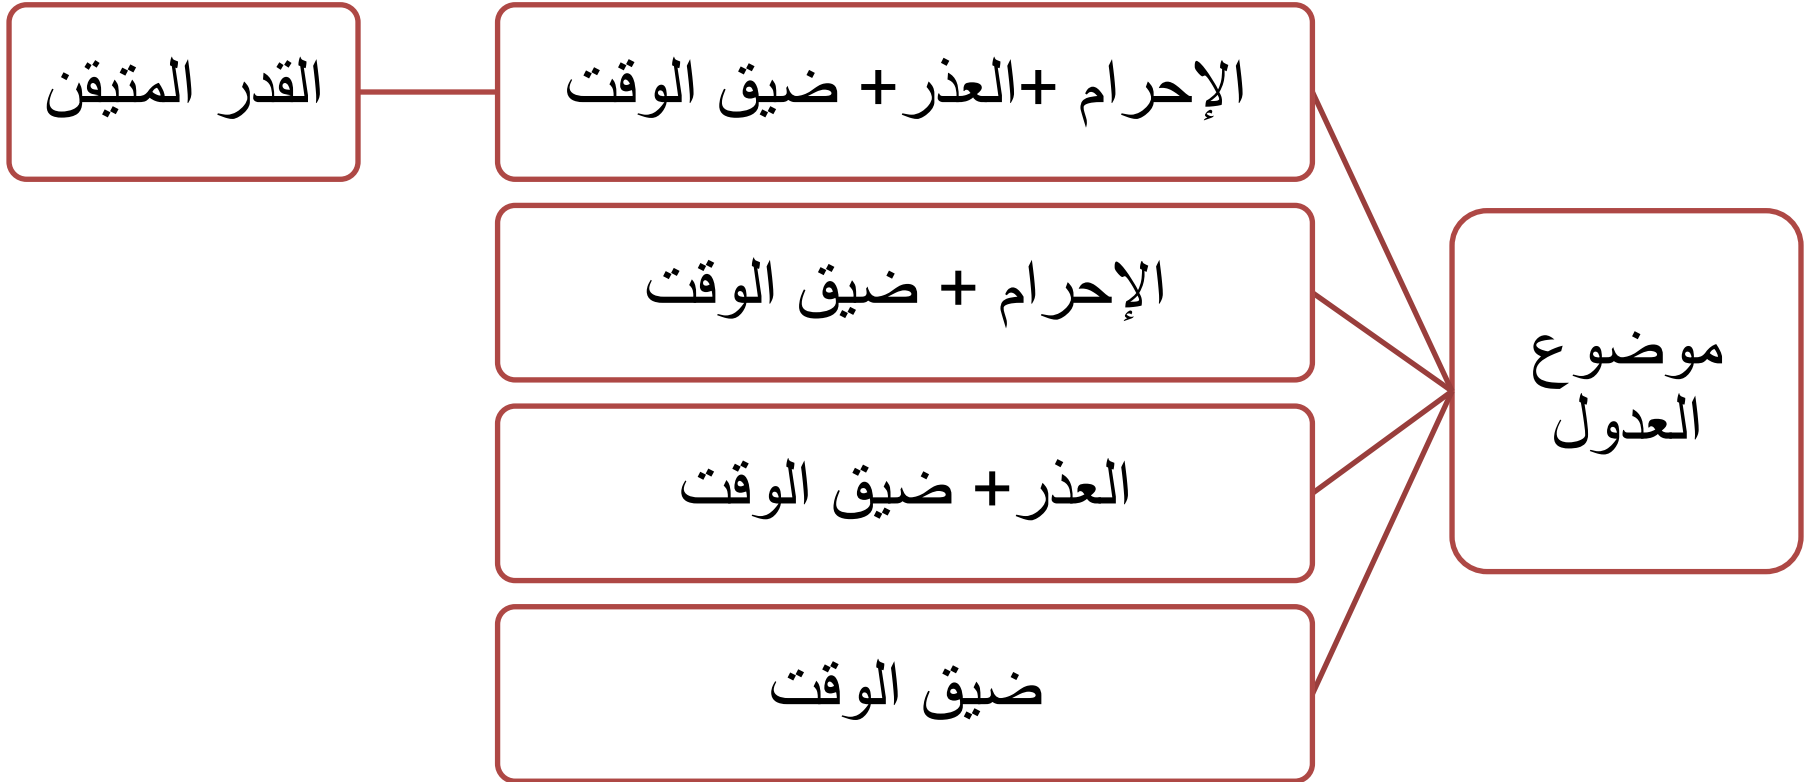 موضوع
العدول
الإحرام +العذر+ ضيق الوقت
القدر المتيقن
الإحرام + ضيق الوقت
العذر+ ضيق الوقت
ضيق الوقت